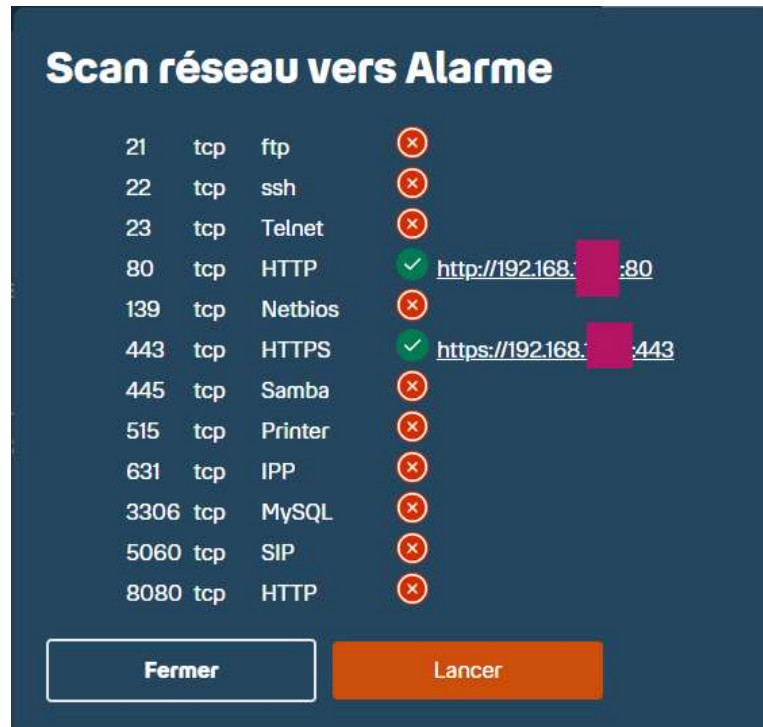 Scan réseau vers Alarme
21 tcp ftp
22 tcp ssh
23 tcp Telnet
80 tcp HTTP http://192.168. :80
139 tcp Netbios
443 tcp HTTPS https://192.168. :443
445 tcp Samba
515 tcp Printer
631 tcp IPP
3306 tcp MySQL
5060 tcp SIP
8080 tcp HTTP
Fermer Lancer